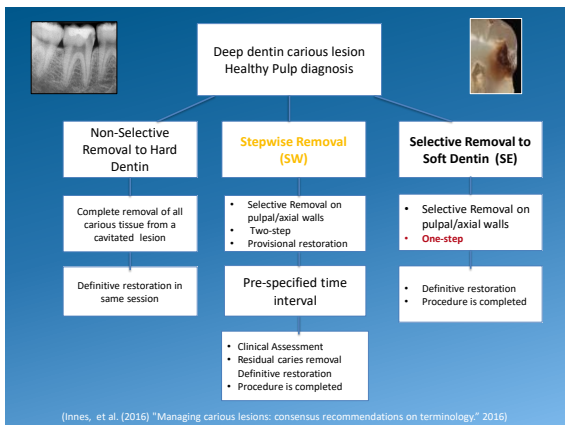 Deep dentin carious lesion
Healthy Pulp diagnosis
Non-Selective
Removal to Hard
Dentin
Stepwise Removal
(SW)
Selective Removal to
Soft Dentin (SE)
Complete removal of all
carious tissue from a
cavitated lesion
• Selective Removal on
pulpal/axial walls
• Two-step
• Provisional restoration
• Selective Removal on
pulpal/axial walls
• One-step
Definitive restoration in
same session
Pre-specified time
interval
• Definitive restoration
• Procedure is completed
• Clinical Assessment
• Residual caries removal
Definitive restoration
• Procedure is completed
(Innes, et al. (2016) "Managing carious lesions: consensus recommendations on terminology.” 2016)